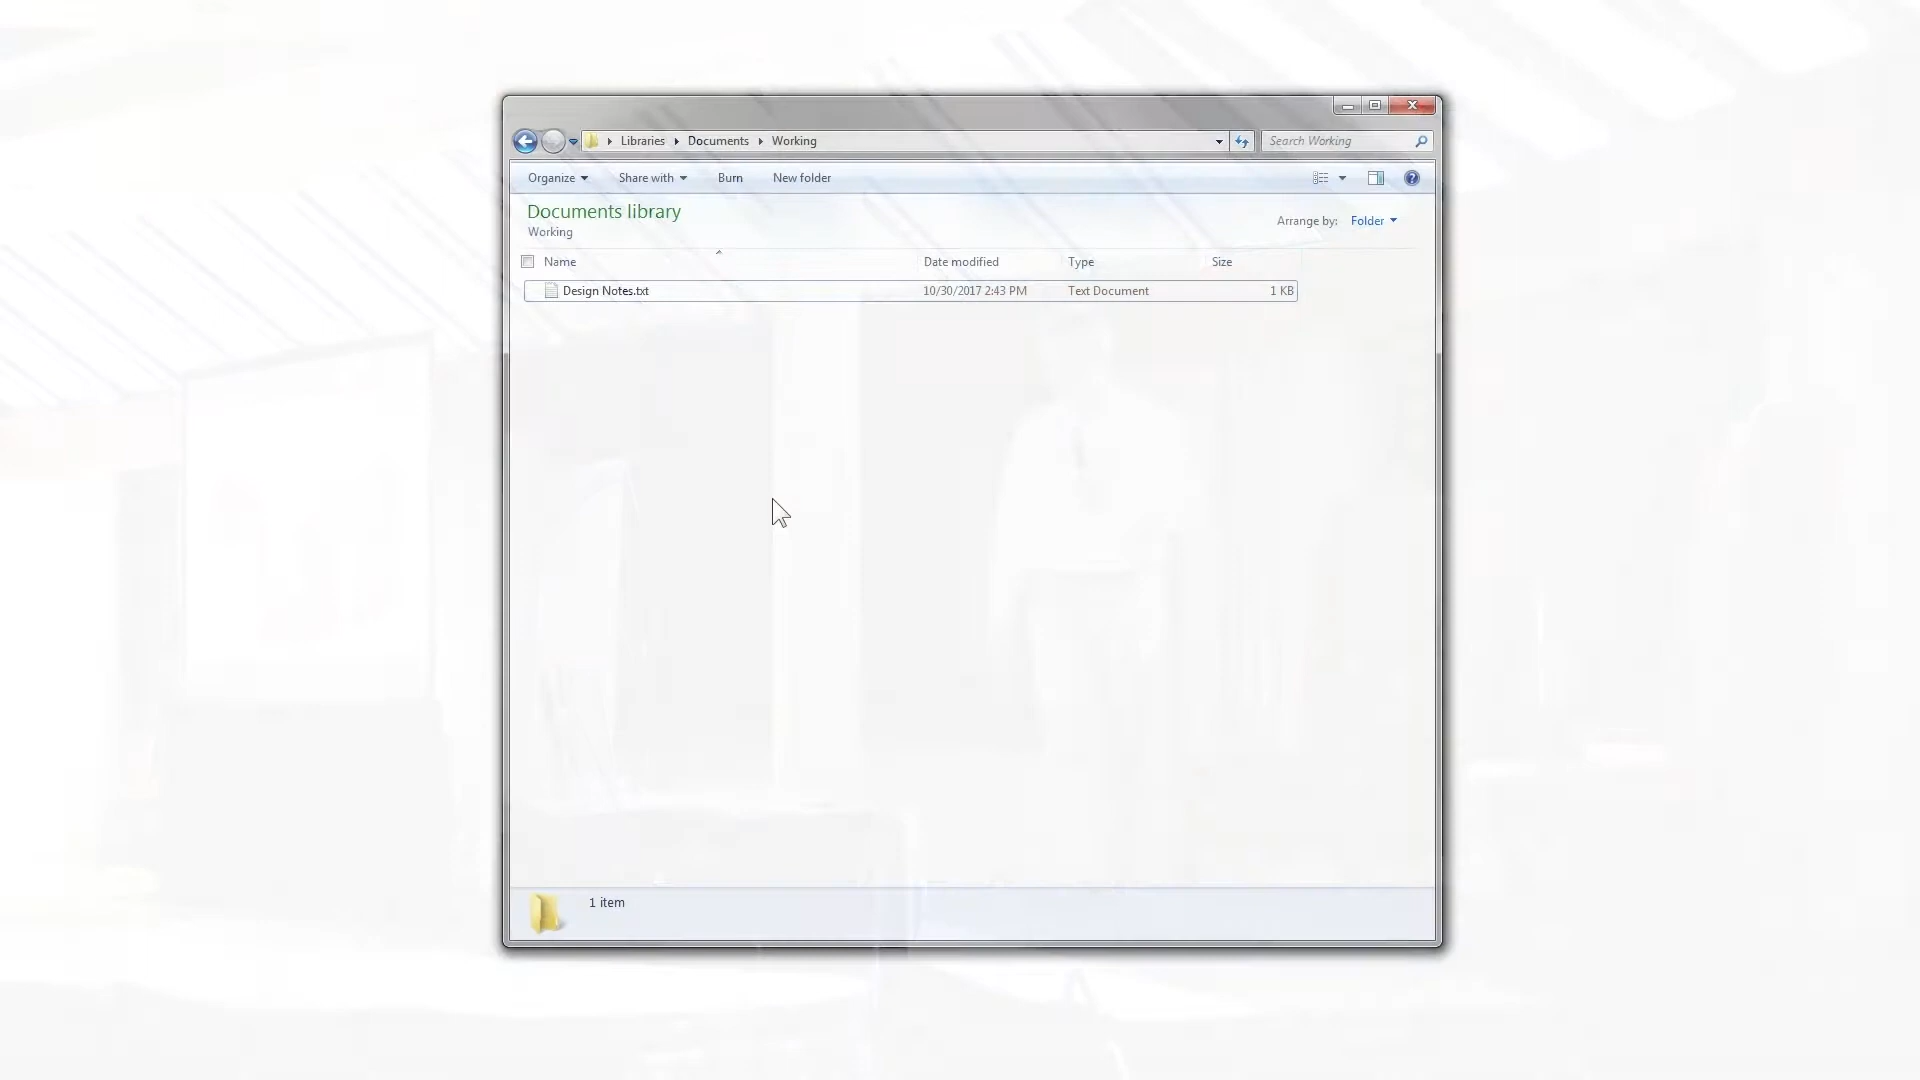 Libraries Documents Working
Search Working
Organize Share with Burn New folder
Documents library
Working
Arrange by: Folder
Name Date modified Type Size
Design Notes.txt 10/30/2017 2:43 PM Text Document 1 KB
1 item